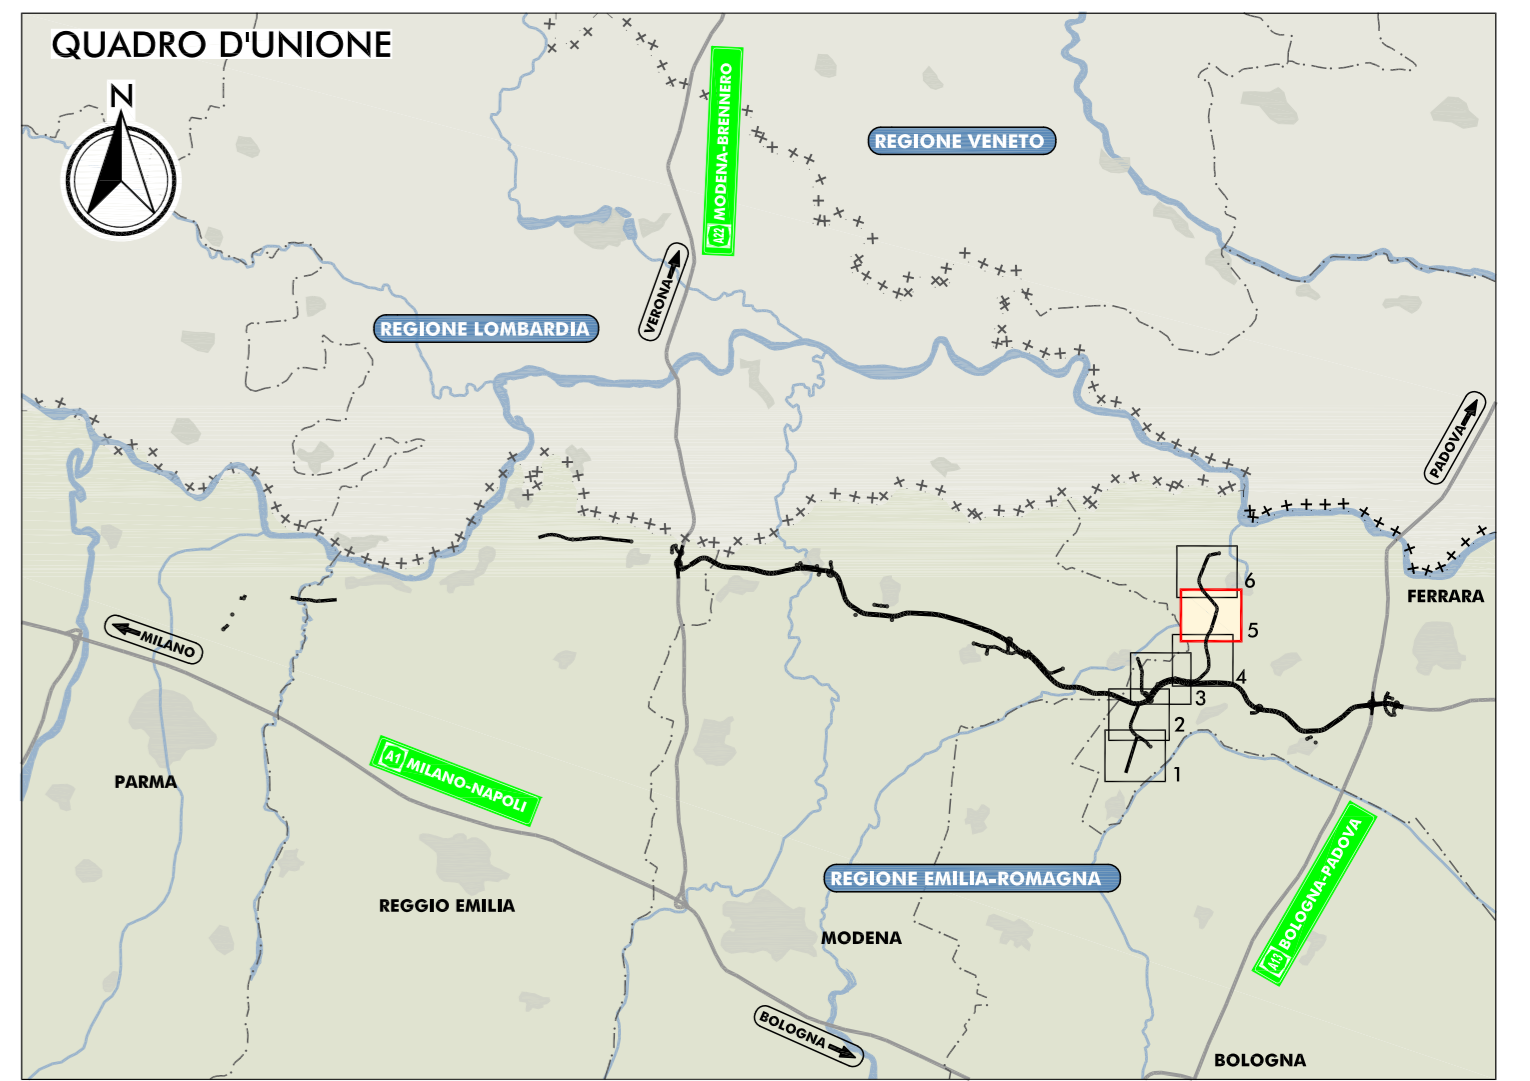 QUADRO D'UNIONE
N
A22 MODENA-BRENNERO
REGIONE VENETO
VERONA
REGIONE LOMBARDIA
PADOVA
6
FERRARA
5
MILANO
4
3
2
1
A1 MILANO-NAPOLI
PARMA
A13 BOLOGNA-PADOVA
REGIONE EMILIA-ROMAGNA
REGGIO EMILIA
MODENA
BOLOGNA
BOLOGNA